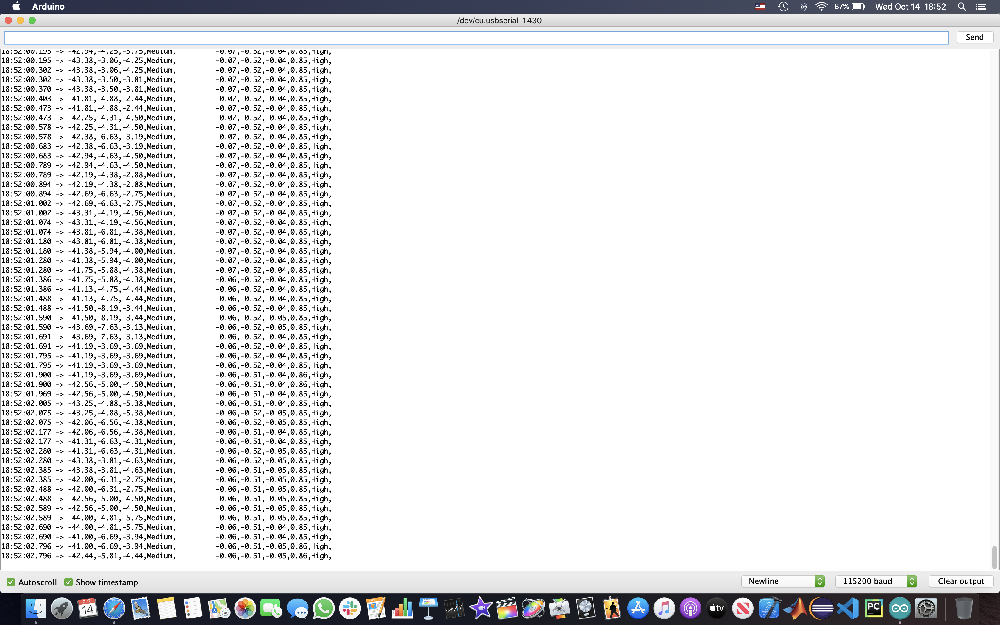 Arduino
87%
Wed Oct 14 18:52
/dev/cu.usbserial-1430
Send
18:52:00.195 -> -42.94,-4.25,-3.75,Medium, -0.07,-0.52,-0.04,0.85,High,
18:52:00.195 -> -43.38,-3.06,-4.25,Medium, -0.07,-0.52,-0.04,0.85,High,
18:52:00.302 -> -43.38,-3.06,-4.25,Medium, -0.07,-0.52,-0.04,0.85,High,
18:52:00.302 -> -43.38,-3.50,-3.81,Medium, -0.07,-0.52,-0.04,0.85,High,
18:52:00.370 -> -43.38,-3.50,-3.81,Medium, -0.07,-0.52,-0.04,0.85,High,
18:52:00.403 -> -41.81,-4.88,-2.44,Medium, -0.07,-0.52,-0.04,0.85,High,
18:52:00.473 -> -41.81,-4.88,-2.44,Medium, -0.07,-0.52,-0.04,0.85,High,
18:52:00.473 -> -42.25,-4.31,-4.50,Medium, -0.07,-0.52,-0.04,0.85,High,
18:52:00.578 -> -42.25,-4.31,-4.50,Medium, -0.07,-0.52,-0.04,0.85,High,
18:52:00.578 -> -42.38,-6.63,-3.19,Medium, -0.07,-0.52,-0.04,0.85,High,
18:52:00.683 -> -42.38,-6.63,-3.19,Medium, -0.07,-0.52,-0.04,0.85,High,
18:52:00.683 -> -42.94,-4.63,-4.50,Medium, -0.07,-0.52,-0.04,0.85,High,
18:52:00.789 -> -42.94,-4.63,-4.50,Medium, -0.07,-0.52,-0.04,0.85,High,
18:52:00.789 -> -42.19,-4.38,-2.88,Medium, -0.07,-0.52,-0.04,0.85,High,
18:52:00.894 -> -42.19,-4.38,-2.88,Medium, -0.07,-0.52,-0.04,0.85,High,
18:52:00.894 -> -42.69,-6.63,-2.75,Medium, -0.07,-0.52,-0.04,0.85,High,
18:52:01.002 -> -42.69,-6.63,-2.75,Medium, -0.07,-0.52,-0.04,0.85,High,
18:52:01.002 -> -43.31,-4.19,-4.56,Medium, -0.07,-0.52,-0.04,0.85,High,
18:52:01.074 -> -43.31,-4.19,-4.56,Medium, -0.07,-0.52,-0.04,0.85,High,
18:52:01.074 -> -43.81,-6.81,-4.38,Medium, -0.07,-0.52,-0.04,0.85,High,
18:52:01.180 -> -43.81,-6.81,-4.38,Medium, -0.07,-0.52,-0.04,0.85,High,
18:52:01.180 -> -41.38,-5.94,-4.00,Medium, -0.07,-0.52,-0.04,0.85,High,
18:52:01.280 -> -41.38,-5.94,-4.00,Medium, -0.07,-0.52,-0.04,0.85,High,
18:52:01.280 -> -41.75,-5.88,-4.38,Medium, -0.07,-0.52,-0.04,0.85,High,
18:52:01.386 -> -41.75,-5.88,-4.38,Medium, -0.06,-0.52,-0.04,0.85,High,
18:52:01.386 -> -41.13,-4.75,-4.44,Medium, -0.06,-0.52,-0.04,0.85,High,
18:52:01.488 -> -41.13,-4.75,-4.44,Medium, -0.06,-0.52,-0.04,0.85,High,
18:52:01.488 -> -41.50,-8.19,-3.44,Medium, -0.06,-0.52,-0.04,0.85,High,
18:52:01.590 -> -41.50,-8.19,-3.44,Medium, -0.06,-0.52,-0.05,0.85,High,
18:52:01.590 -> -43.69,-7.63,-3.13,Medium, -0.06,-0.52,-0.05,0.85,High,
18:52:01.691 -> -43.69,-7.63,-3.13,Medium, -0.06,-0.52,-0.04,0.85,High,
18:52:01.691 -> -41.19,-3.69,-3.69,Medium, -0.06,-0.52,-0.04,0.85,High,
18:52:01.795 -> -41.19,-3.69,-3.69,Medium, -0.06,-0.52,-0.04,0.85,High,
18:52:01.795 -> -41.19,-3.69,-3.69,Medium, -0.06,-0.52,-0.04,0.85,High,
18:52:01.900 -> -41.19,-3.69,-3.69,Medium, -0.06,-0.51,-0.04,0.86,High,
18:52:01.900 -> -42.56,-5.00,-4.50,Medium, -0.06,-0.51,-0.04,0.86,High,
18:52:01.969 -> -42.56,-5.00,-4.50,Medium, -0.06,-0.51,-0.04,0.85,High,
18:52:02.005 -> -43.25,-4.88,-5.38,Medium, -0.06,-0.51,-0.04,0.85,High,
18:52:02.075 -> -43.25,-4.88,-5.38,Medium, -0.06,-0.52,-0.05,0.85,High,
18:52:02.075 -> -42.06,-6.56,-4.38,Medium, -0.06,-0.52,-0.05,0.85,High,
18:52:02.177 -> -42.06,-6.56,-4.38,Medium, -0.06,-0.51,-0.04,0.85,High,
18:52:02.177 -> -41.31,-6.63,-4.31,Medium, -0.06,-0.51,-0.04,0.85,High,
18:52:02.280 -> -41.31,-6.63,-4.31,Medium, -0.06,-0.52,-0.05,0.85,High,
18:52:02.280 -> -43.38,-3.81,-4.63,Medium, -0.06,-0.52,-0.05,0.85,High,
18:52:02.385 -> -43.38,-3.81,-4.63,Medium, -0.06,-0.51,-0.05,0.85,High,
18:52:02.385 -> -42.00,-6.31,-2.75,Medium, -0.06,-0.51,-0.05,0.85,High,
18:52:02.488 -> -42.00,-6.31,-2.75,Medium, -0.06,-0.51,-0.05,0.85,High,
18:52:02.488 -> -42.56,-5.00,-4.50,Medium, -0.06,-0.51,-0.05,0.85,High,
18:52:02.589 -> -42.56,-5.00,-4.50,Medium, -0.06,-0.51,-0.05,0.85,High,
18:52:02.589 -> -44.00,-4.81,-5.75,Medium, -0.06,-0.51,-0.05,0.85,High,
18:52:02.690 -> -44.00,-4.81,-5.75,Medium, -0.06,-0.51,-0.04,0.85,High,
18:52:02.690 -> -41.00,-6.69,-3.94,Medium, -0.06,-0.51,-0.04,0.85,High,
18:52:02.796 -> -41.00,-6.69,-3.94,Medium, -0.06,-0.51,-0.05,0.86,High,
18:52:02.796 -> -42.44,-5.81,-4.44,Medium, -0.06,-0.51,-0.05,0.86,High,
Autoscroll
Show timestamp
Newline
115200 baud
Clear output
OCT
14
tv
PC